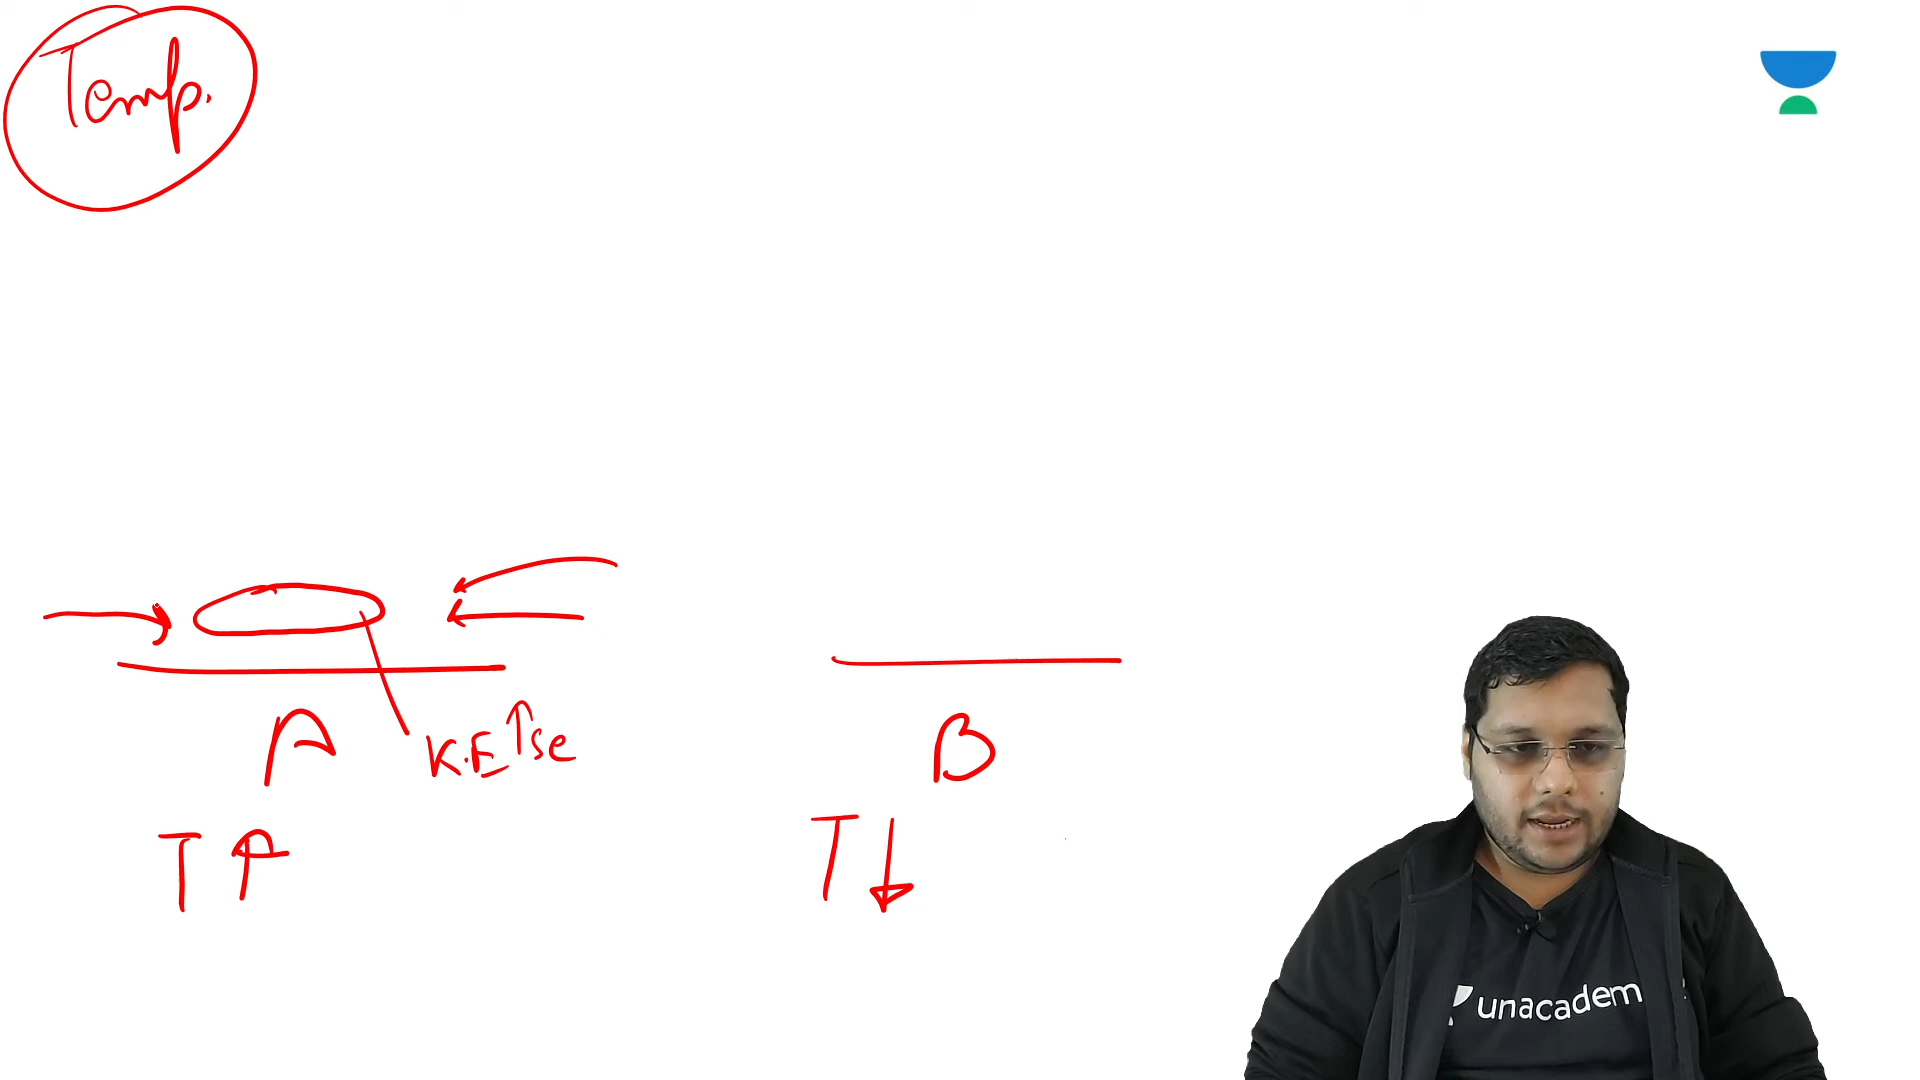 Temp.
A
K.E ↑se
B
T ↑
T ↓
unacadem